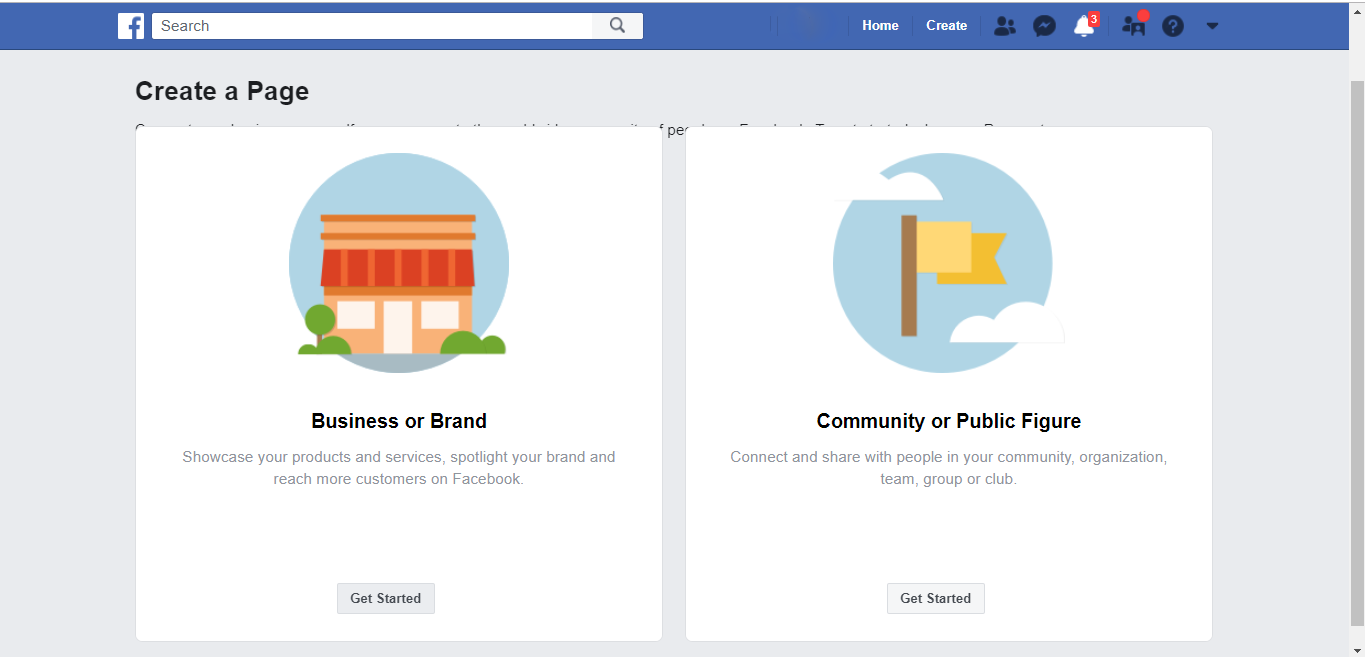 f
Search
Home
Create
3
?
Create a Page
f peo
Business or Brand
Showcase your products and services, spotlight your brand and
reach more customers on Facebook.
Get Started
Community or Public Figure
Connect and share with people in your community, organization,
team, group or club.
Get Started